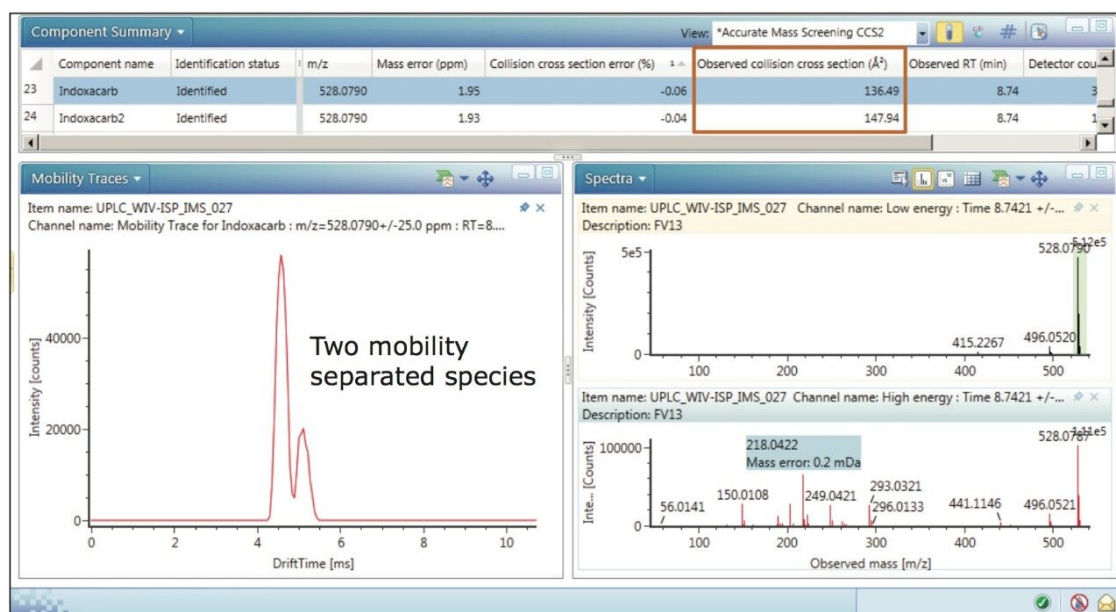 Component Summary
View: *Accurate Mass Screening CCS2
Component name Identification status m/z Mass error (ppm) Collision cross section error (%) 1 Observed collision cross section (Å²) Observed RT (min) Detector cou
23 Indoxacarb Identified 528.0790 1.95 -0.06 136.49 8.74 3
24 Indoxacarb2 Identified 528.0790 1.93 -0.04 147.94 8.74 1
Mobility Traces
Item name: UPLC_WIV-ISP_IMS_027
Channel name: Mobility Trace for Indoxacarb : m/z=528.0790+/-25.0 ppm : RT=8....
Intensity [counts]
40000
20000
0
Two mobility
separated species
0 2 4 6 8 10
DriftTime [ms]
Spectra
Item name: UPLC_WIV-ISP_IMS_027 Channel name: Low energy : Time 8.7421 +/-...
Description: FV13
5.12e5
528.0790
5e5
Intensity [Counts]
415.2267
496.0520
0
100 200 300 400 500
Item name: UPLC_WIV-ISP_IMS_027 Channel name: High energy : Time 8.7421 +/-...
Description: FV13
1.11e5
528.0787
100000
Inte... [Counts]
218.0422
Mass error: 0.2 mDa
56.0141
150.0108
249.0421
293.0321
296.0133
441.1146
496.0521
0
100 200 300 400 500
Observed mass [m/z]